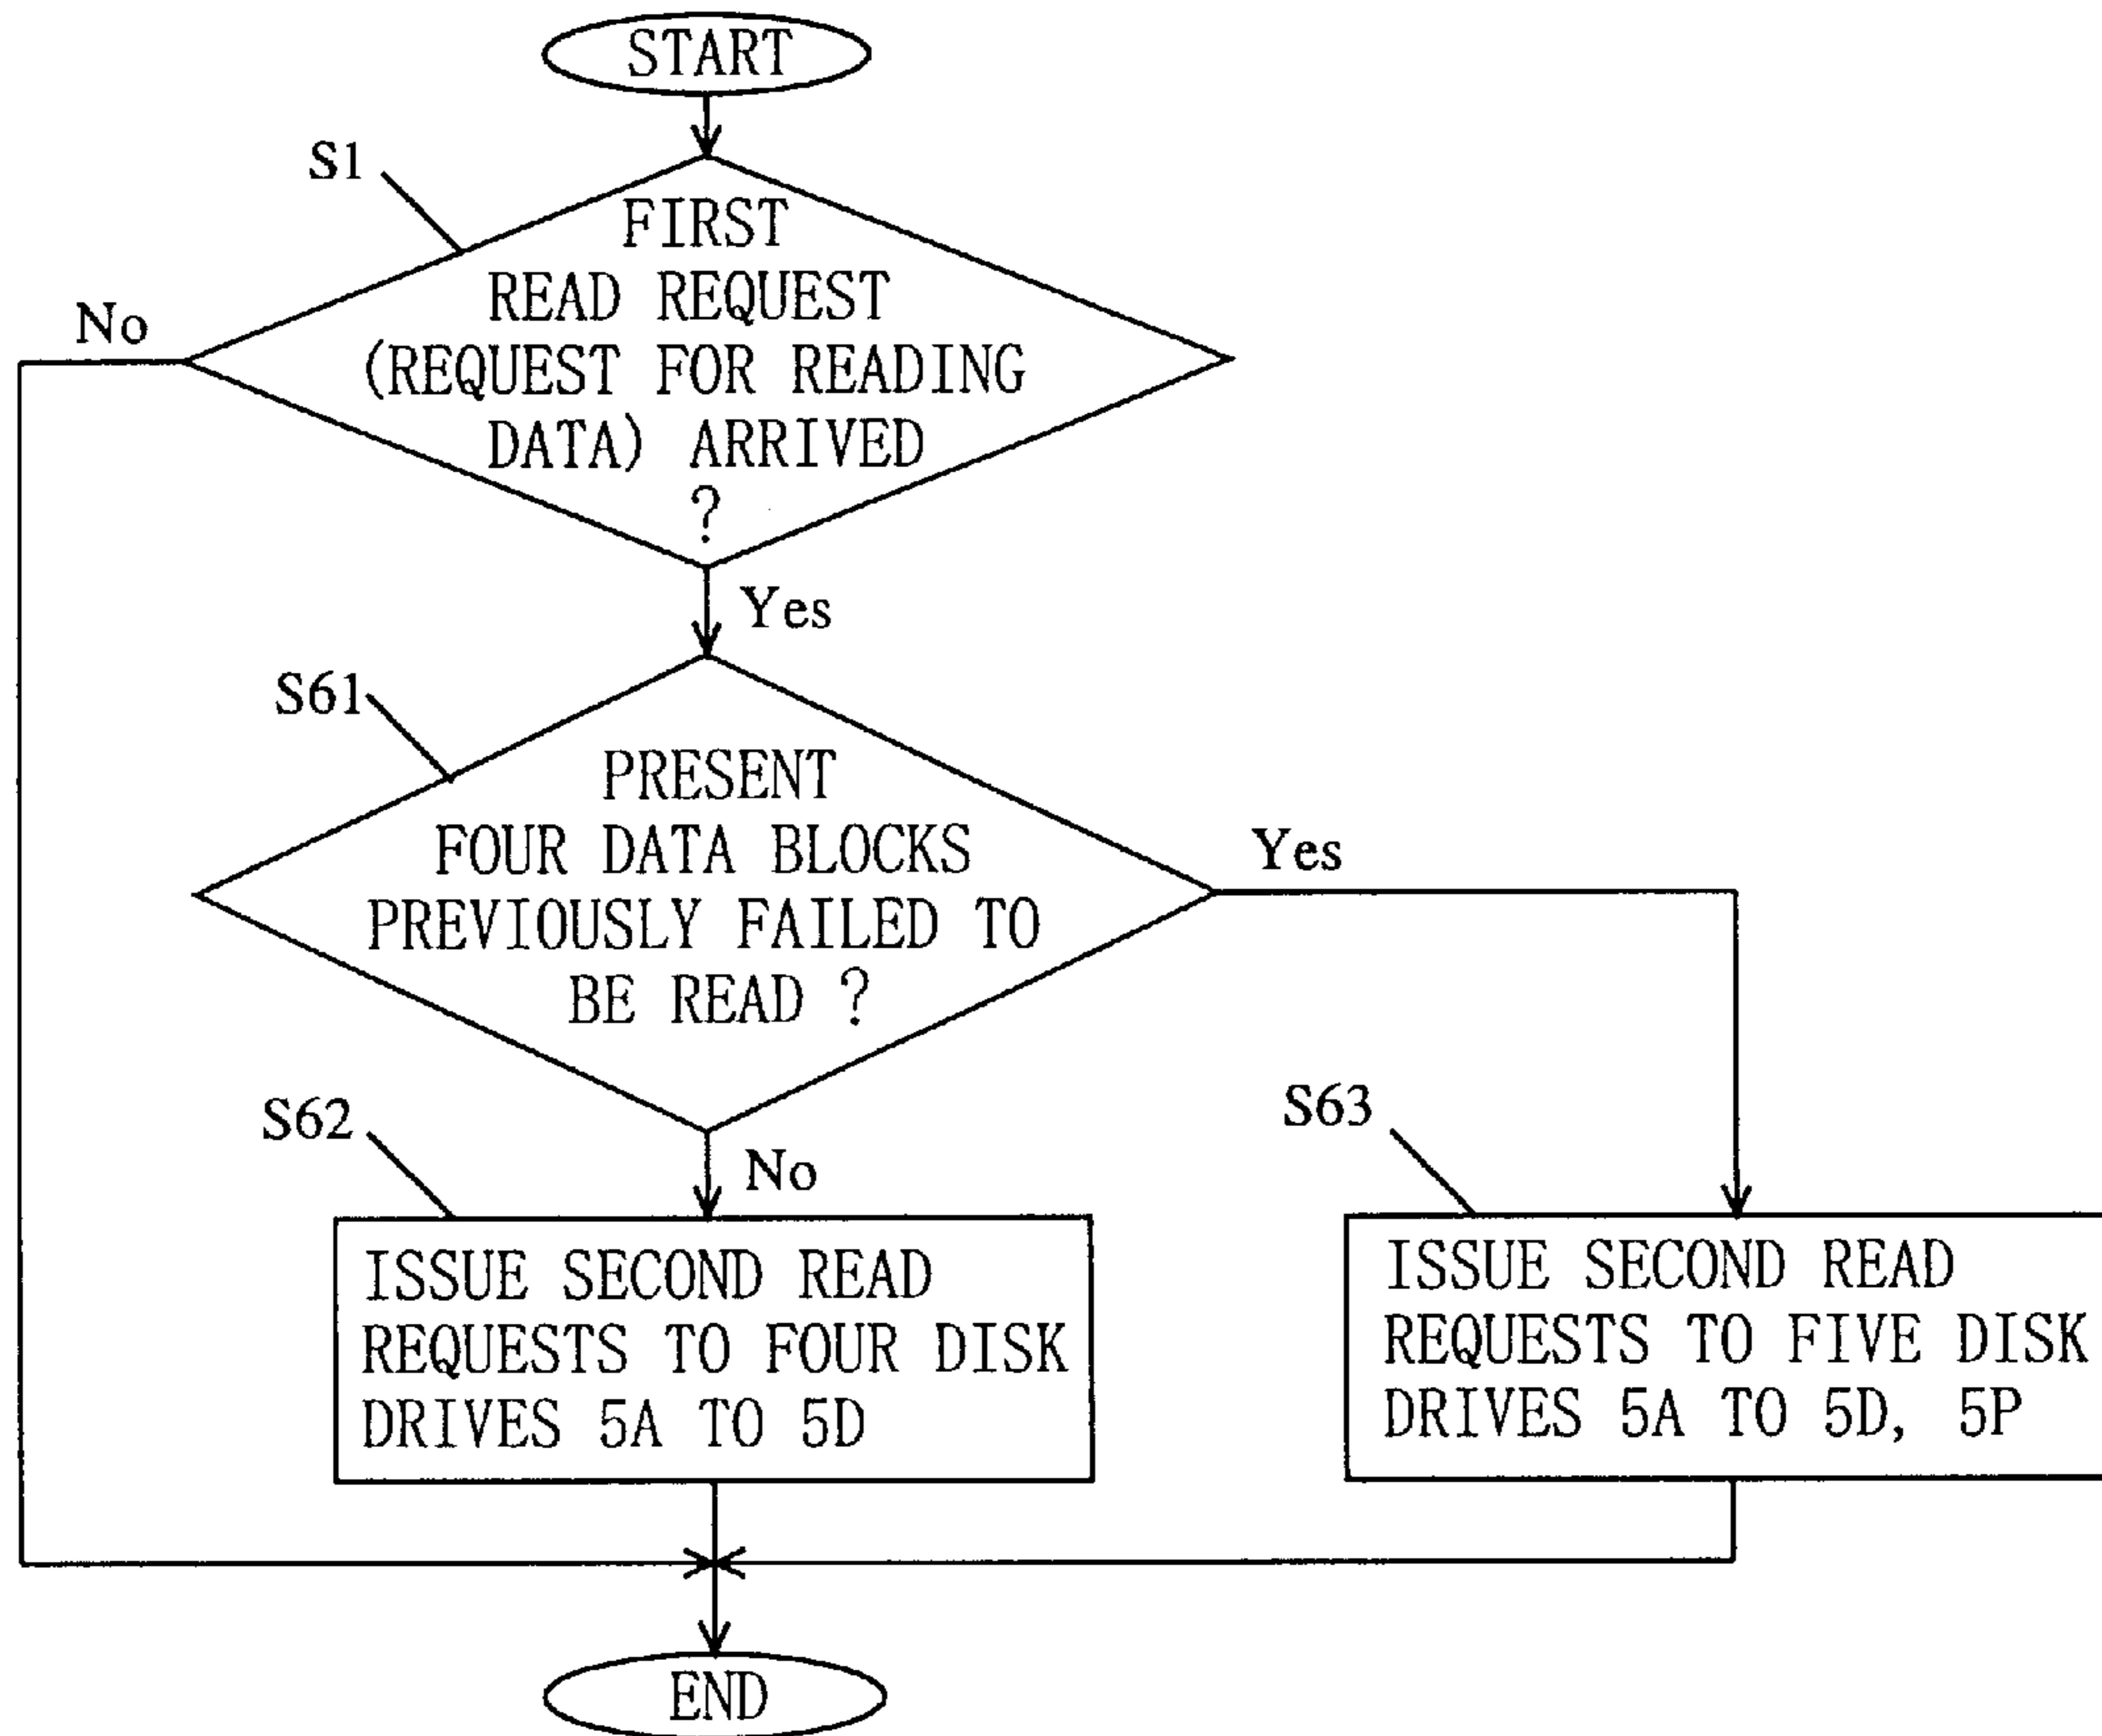 START
S1
FIRST
READ REQUEST
(REQUEST FOR READING
DATA) ARRIVED
?
No
Yes
S61
PRESENT
FOUR DATA BLOCKS
PREVIOUSLY FAILED TO
BE READ ?
Yes
No
S62
ISSUE SECOND READ
REQUESTS TO FOUR DISK
DRIVES 5A TO 5D
S63
ISSUE SECOND READ
REQUESTS TO FIVE DISK
DRIVES 5A TO 5D, 5P
END